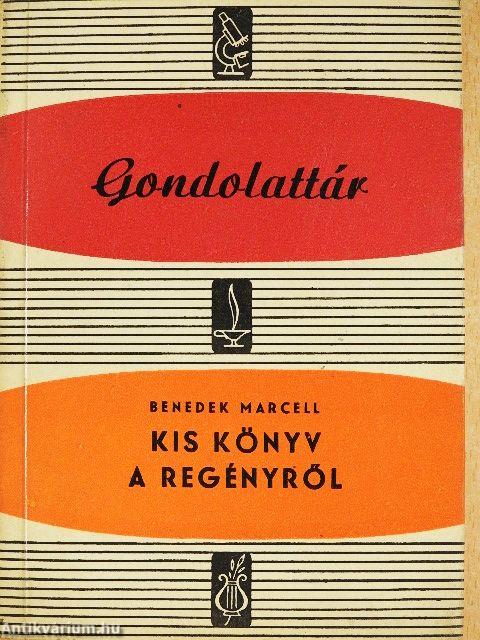 Gondolattár
BENEDEK MARCELL
KIS KÖNYV
A REGÉNYRŐL
Antikvarium.hu